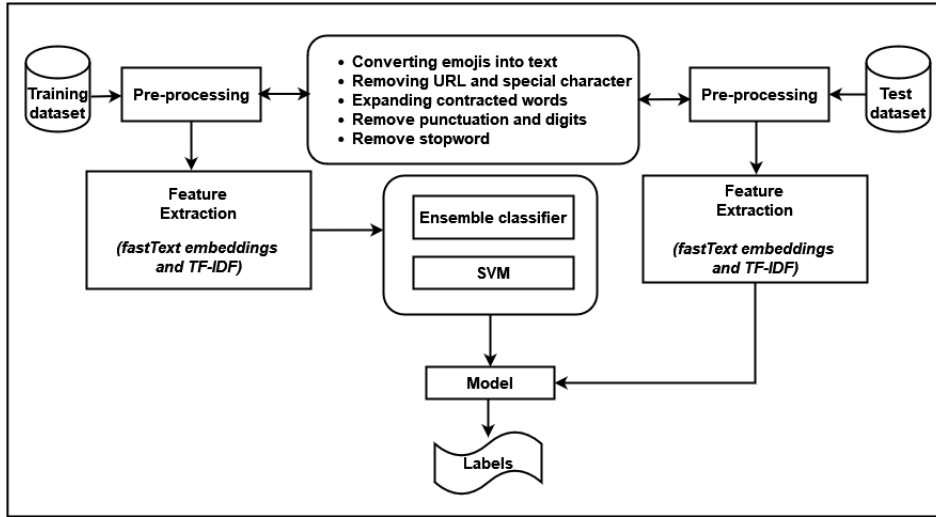 Training
dataset
Pre-processing
• Converting emojis into text
• Removing URL and special character
• Expanding contracted words
• Remove punctuation and digits
• Remove stopword
Pre-processing
Test
dataset
Feature
Extraction
(fastText embeddings
and TF-IDF)
Ensemble classifier
SVM
Feature
Extraction
(fastText embeddings
and TF-IDF)
Model
Labels